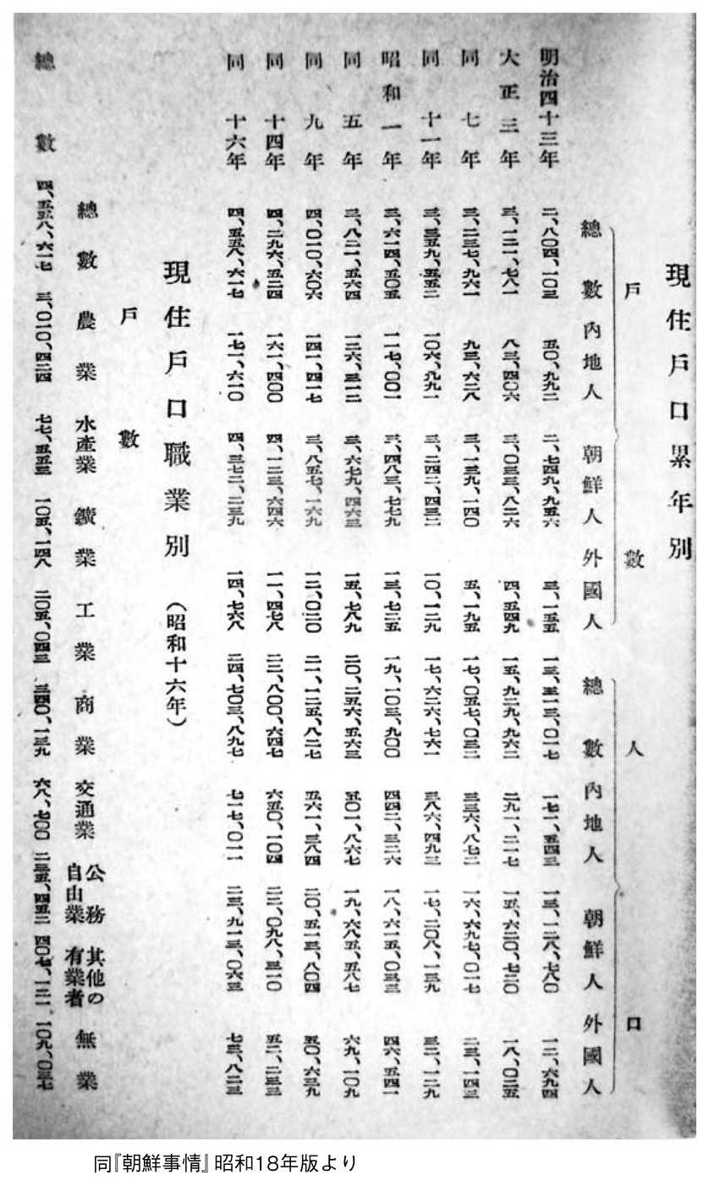 現住戶口累年別
戶數 人口
總數 內地人 朝鮮人 外國人 總數 內地人 朝鮮人 外國人
明治四十三年 二、八〇四、一〇三 五〇、九九二 二、七四九、九五六 三、一五五 一三、三一三、〇一七 一七一、五四三 一三、一二八、七八〇 一二、六九四
大正三年 三、一二一、七八一 八三、四〇六 三、〇三三、八二六 四、五四九 一五、九二九、九六二 二九一、二一七 一五、六二〇、七二〇 一八、〇二五
同七年 三、二三七、九六一 九三、六二八 三、一三九、一四〇 五、一九五 一七、〇五七、〇三二 三三六、八七二 一六、六九七、〇一七 二三、一四三
同十一年 三、三五九、五五二 一〇六、九九一 三、二四二、四三二 一〇、一二九 一七、六二六、七六一 三八六、四九三 一七、二〇八、一三九 三二、一二九
昭和一年 三、六一四、五〇五 一一七、〇〇一 三、四八三、七七九 一三、七二五 一九、一〇三、九〇〇 四四二、三二六 一八、六一五、〇三三 四六、五四一
同五年 三、八二一、五六四 一二六、三一二 三、六七九、四六三 一五、七八九 二〇、二五六、五六三 五〇一、八六七 一九、六八五、五八七 六九、一〇九
同九年 四、〇一〇、六〇六 一四一、四一七 三、八五七、一六九 一二、〇二〇 二一、一二五、八二七 五六一、三八四 二〇、五一三、八〇四 五〇、六三九
同十四年 四、二九六、五二四 一六一、四〇〇 四、一二三、六四六 一一、四七八 二二、八〇〇、六四七 六五〇、一〇四 二二、〇九八、三一〇 五二、二三三
同十六年 四、五五八、六一七 一七一、六一〇 四、三七二、二三九 一四、七六八 二四、七〇三、八九七 七一七、〇一一 二三、九一三、〇六三 七三、八二三
現住戶口職業別（昭和十六年）
戶數
總數 農業 水產業 鑛業 工業 商業 交通業 公務自由業 其他の有業者 無業
總數 四、五五八、六一七 三、〇一〇、四二四 七七、五五三 一〇五、一四八 二〇五、〇四三 三四〇、一三九 六八、七〇〇 二三五、四五二 四〇七、一二一 一〇九、〇三七
同『朝鮮事情』昭和18年版より